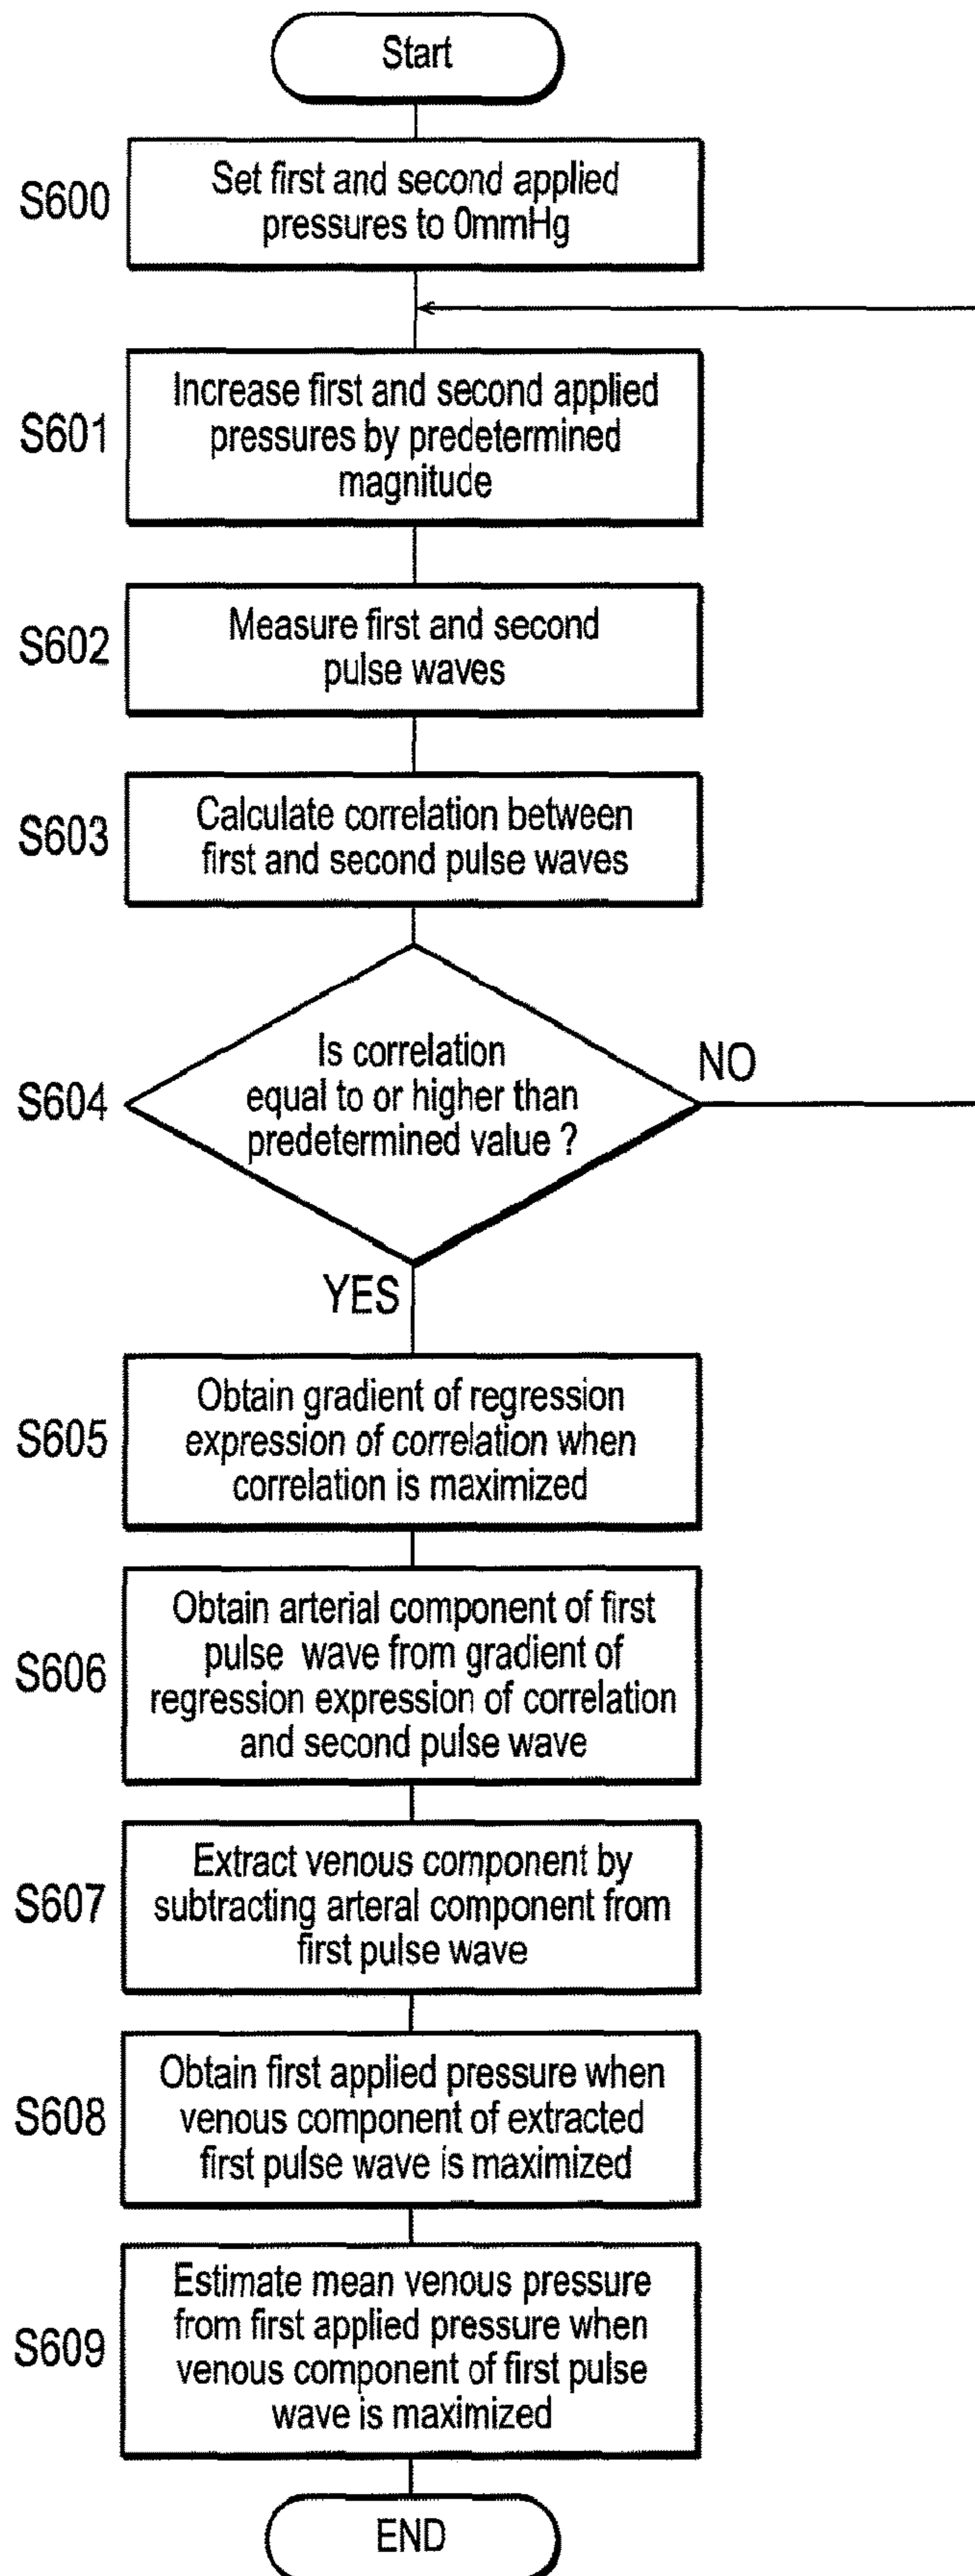 Start
S600
Set first and second applied
pressures to 0mmHg
S601
Increase first and second applied
pressures by predetermined
magnitude
S602
Measure first and second
pulse waves
S603
Calculate correlation between
first and second pulse waves
S604
Is correlation
equal to or higher than
predetermined value ?
NO
YES
S605
Obtain gradient of regression
expression of correlation when
correlation is maximized
S606
Obtain arterial component of first
pulse wave from gradient of
regression expression of correlation
and second pulse wave
S607
Extract venous component by
subtracting arteral component from
first pulse wave
S608
Obtain first applied pressure when
venous component of extracted
first pulse wave is maximized
S609
Estimate mean venous pressure
from first applied pressure when
venous component of first pulse
wave is maximized
END